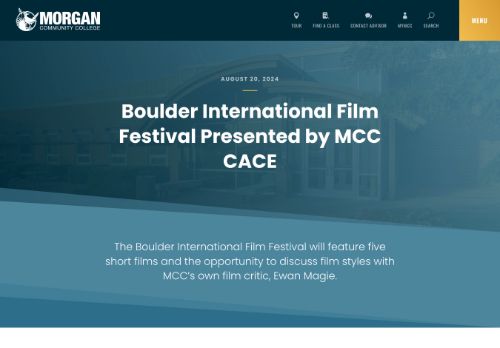 MORGAN
COMMUNITY COLLEGE
TOUR
FIND A CLASS
CONTACT ADVISOR
MYMCC
SEARCH
MENU
AUGUST 20, 2024
Boulder International Film
Festival Presented by MCC
CACE
The Boulder International Film Festival will feature five
short films and the opportunity to discuss film styles with
MCC's own film critic, Ewan Magie.